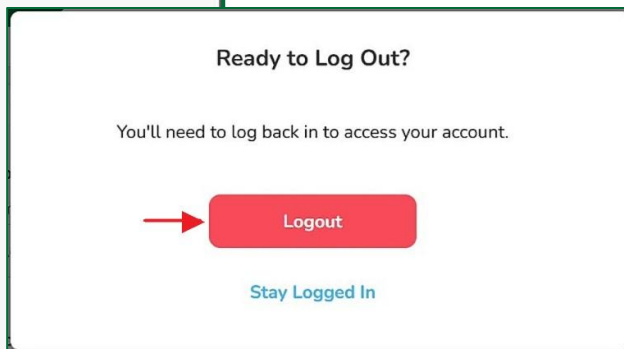 Ready to Log Out?
You'll need to log back in to access your account.
Logout
Stay Logged In